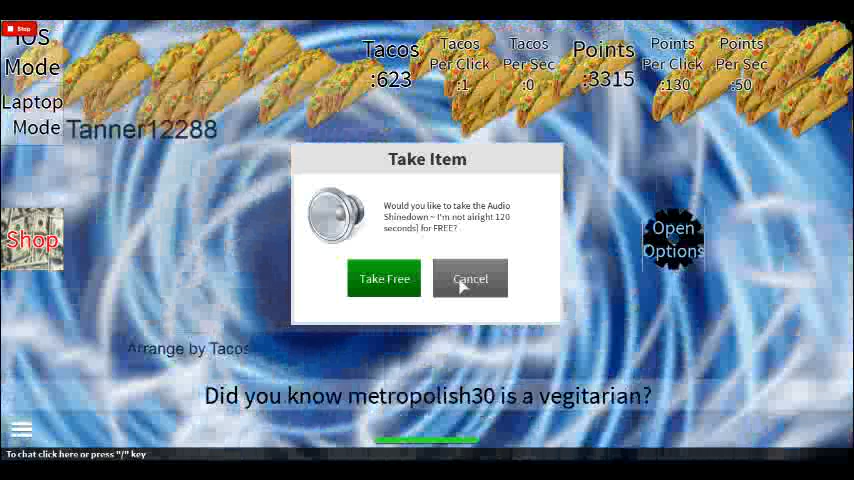 Stop
iOS
Mode
Laptop
Mode
Tanner12288
Tacos
:623
Tacos
Per Click
:1
Tacos
Per Sec
:0
Points
:3315
Points
Per Click
:130
Points
Per Sec
:50
Take Item
Would you like to take the Audio
Shinedown ~ I'm not alright 120
seconds] for FREE?
Take Free
Cancel
Shop
Open
Options
Arrange by Tacos
Did you know metropolish30 is a vegitarian?
To chat click here or press "/" key